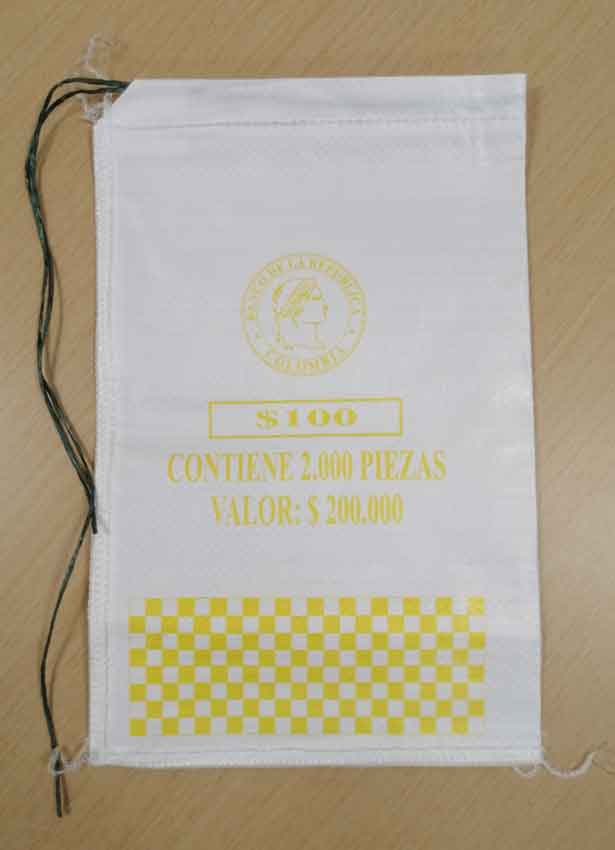 BANCO DE LA REPUBLICA
COLOMBIA
$100
CONTIENE 2.000 PIEZAS
VALOR: $ 200.000